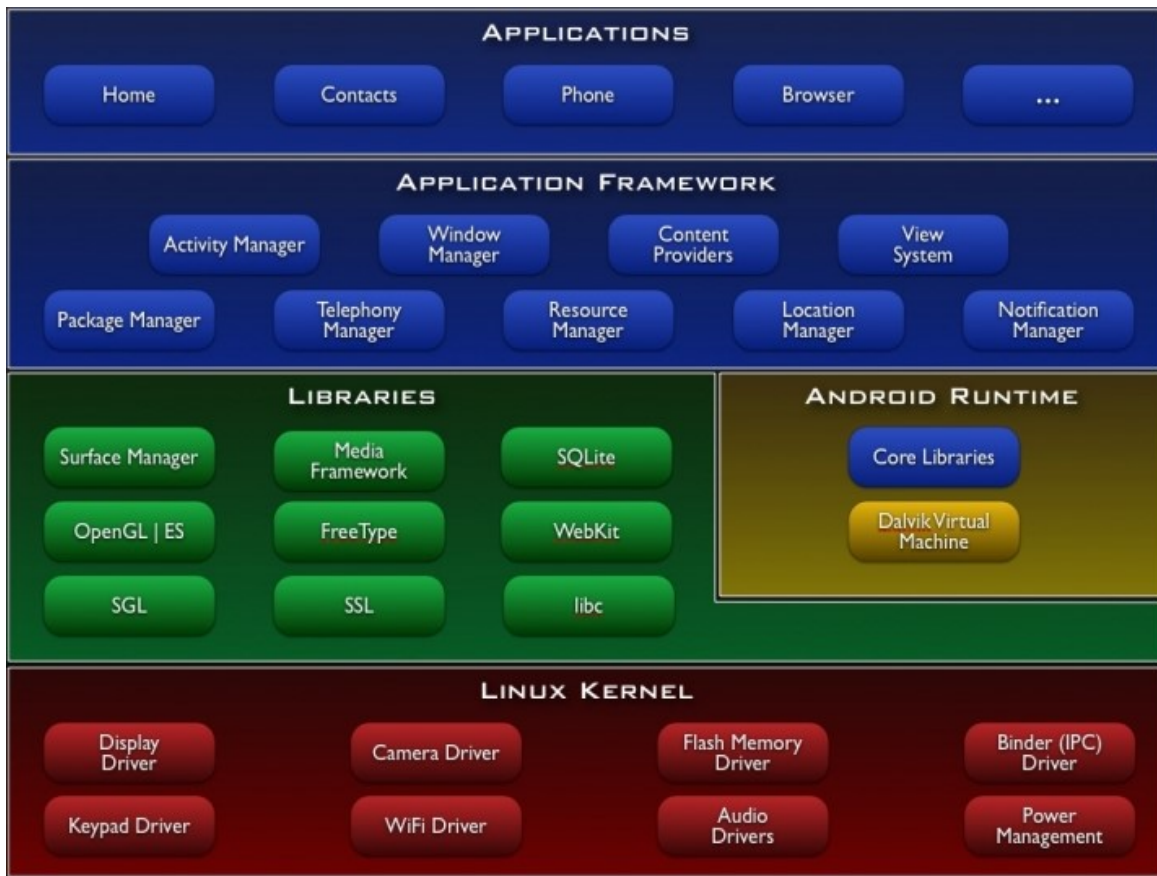 APPLICATIONS
Home
Contacts
Phone
Browser
...
APPLICATION FRAMEWORK
Activity Manager
Window
Manager
Content
Providers
View
System
Package Manager
Telephony
Manager
Resource
Manager
Location
Manager
Notification
Manager
LIBRARIES
Surface Manager
Media
Framework
SQLite
OpenGL | ES
FreeType
WebKit
SGL
SSL
libc
ANDROID RUNTIME
Core Libraries
Dalvik Virtual
Machine
LINUX KERNEL
Display
Driver
Camera Driver
Flash Memory
Driver
Binder (IPC)
Driver
Keypad Driver
WiFi Driver
Audio
Drivers
Power
Management